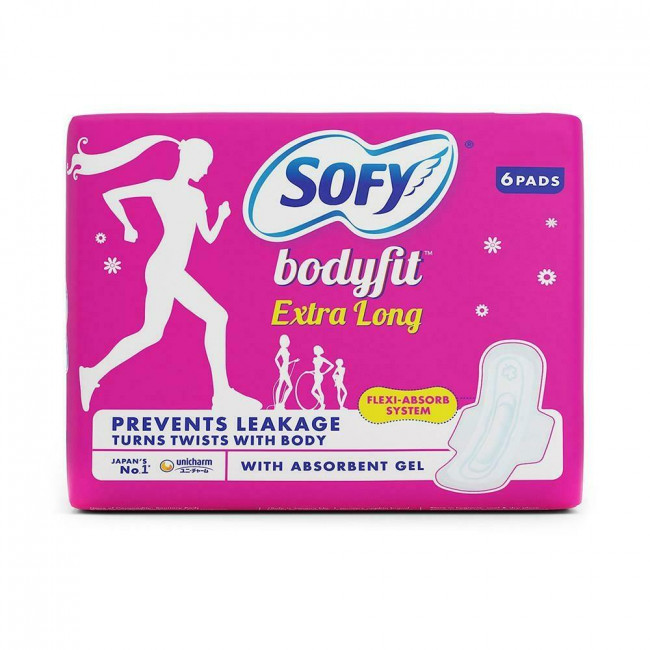 SOFY®
6 PADS
bodyfit™
Extra Long
FLEXI-ABSORB
SYSTEM
PREVENTS LEAKAGE
TURNS TWISTS WITH BODY
JAPAN'S
No.1*
unicharm
ユニ・チャーム
WITH ABSORBENT GEL